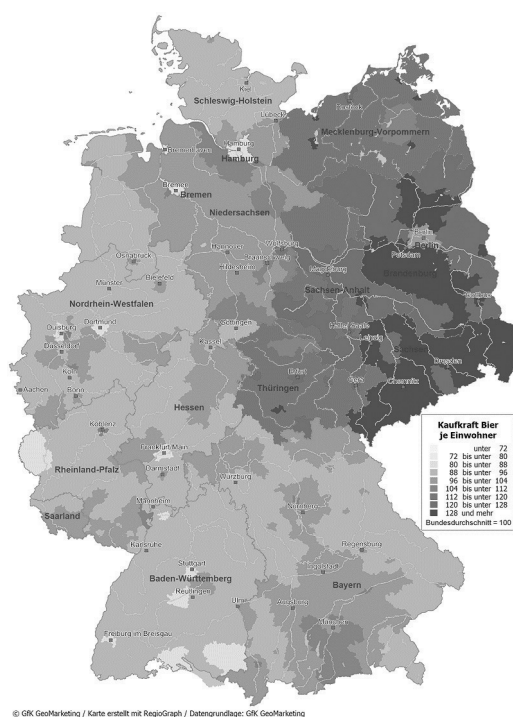 Kiel
Schleswig-Holstein
Rostock
Lübeck
Mecklenburg-Vorpommern
Bremerhaven
Hamburg
Hamburg
Bremen
Bremen
Niedersachsen
Berlin
Berlin
Hannover
Wolfsburg
Potsdam
Osnabrück
Braunschweig
Hildesheim
Magdeburg
Brandenburg
Münster
Bielefeld
Sachsen-Anhalt
Cottbus
Nordrhein-Westfalen
Göttingen
Halle/Saale
Duisburg
Dortmund
Leipzig
Düsseldorf
Kassel
Dresden
Köln
Erfurt
Gera
Chemnitz
Aachen
Bonn
Thüringen
Hessen
Koblenz
Frankfurt/Main
Rheinland-Pfalz
Darmstadt
Würzburg
Mannheim
Nürnberg
Saarland
Karlsruhe
Regensburg
Stuttgart
Ingolstadt
Baden-Württemberg
Bayern
Reutlingen
Ulm
Augsburg
München
Freiburg im Breisgau
Kaufkraft Bier
je Einwohner
unter 72
72 bis unter 80
80 bis unter 88
88 bis unter 96
96 bis unter 104
104 bis unter 112
112 bis unter 120
120 bis unter 128
128 und mehr
Bundesdurchschnitt = 100
© GfK GeoMarketing / Karte erstellt mit RegioGraph / Datengrundlage: GfK GeoMarketing